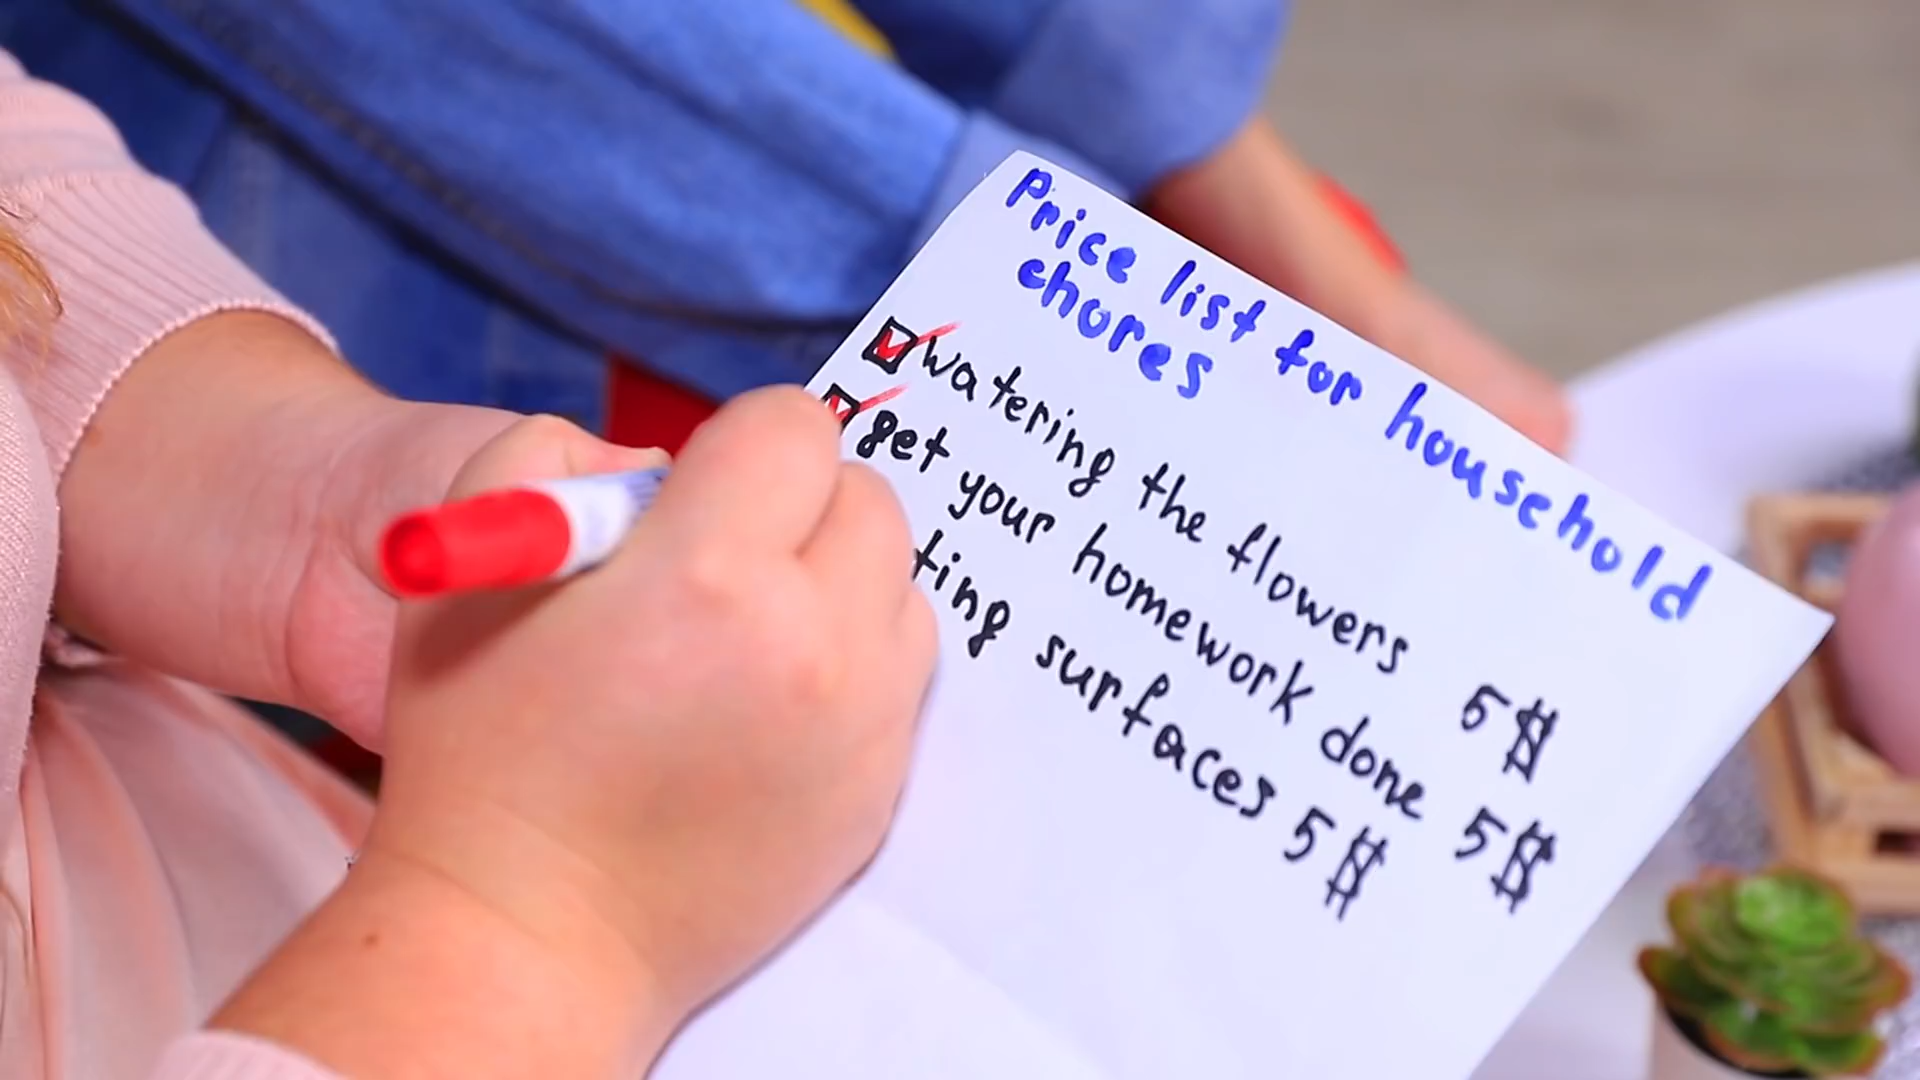 Price list for household
chores
watering the flowers 5$
get your homework done 5$
ting surfaces 5$